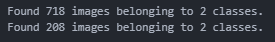 Found 718 images belonging to 2 classes.
Found 208 images belonging to 2 classes.